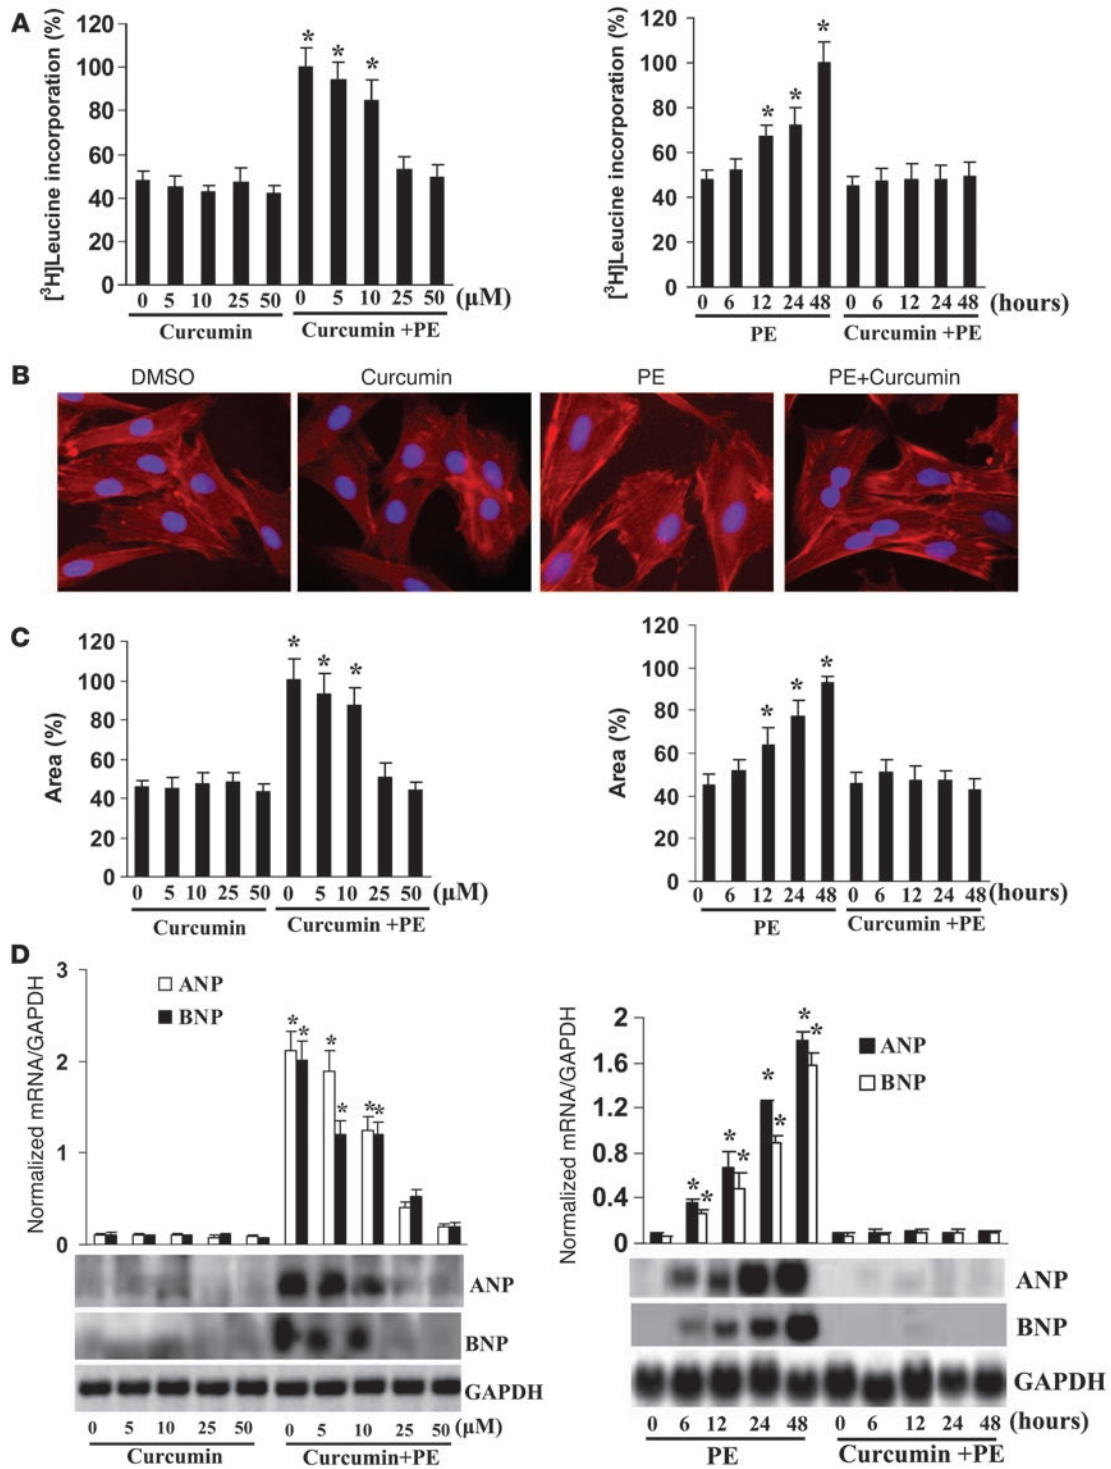 A
[³H]Leucine incorporation (%)
120
100
80
60
40
20
0
* * *
0 5 10 25 50 0 5 10 25 50 (μM)
Curcumin Curcumin +PE
[³H]Leucine incorporation (%)
120
100
80
60
40
20
0
* * *
0 6 12 24 48 0 6 12 24 48 (hours)
PE Curcumin +PE
B
DMSO Curcumin PE PE+Curcumin
C
Area (%)
120
100
80
60
40
20
0
* * *
0 5 10 25 50 0 5 10 25 50 (μM)
Curcumin Curcumin +PE
Area (%)
120
100
80
60
40
20
0
* * *
0 6 12 24 48 0 6 12 24 48 (hours)
PE Curcumin +PE
D
Normalized mRNA/GAPDH
3
2
1
0
ANP
BNP
* * * * * *
ANP
BNP
GAPDH
0 5 10 25 50 0 5 10 25 50 (μM)
Curcumin Curcumin+PE
Normalized mRNA/GAPDH
2
1.6
1.2
0.8
0.4
0
ANP
BNP
* * * * * * * *
ANP
BNP
GAPDH
0 6 12 24 48 0 6 12 24 48 (hours)
PE Curcumin +PE